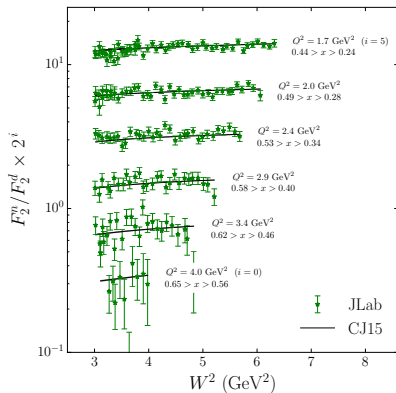 10¹
10⁰
10⁻¹
F₂ⁿ/F₂ᵈ × 2ⁱ
Q² = 1.7 GeV² (i = 5)
0.44 > x > 0.24
Q² = 2.0 GeV²
0.49 > x > 0.28
Q² = 2.4 GeV²
0.53 > x > 0.34
Q² = 2.9 GeV²
0.58 > x > 0.40
Q² = 3.4 GeV²
0.62 > x > 0.46
Q² = 4.0 GeV² (i = 0)
0.65 > x > 0.56
JLab
CJ15
3 4 5 6 7 8
W² (GeV²)